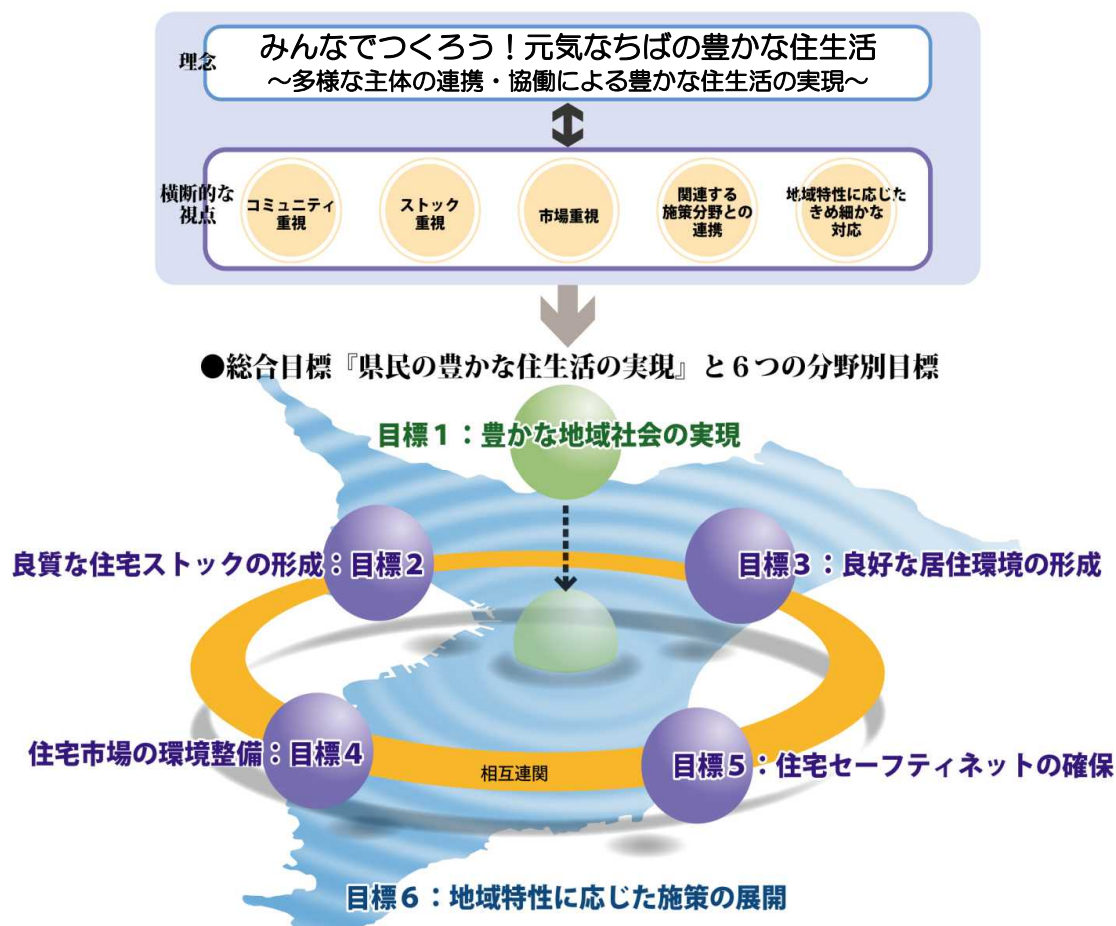 理念
みんなでつくろう！元気なちばの豊かな住生活
～多様な主体の連携・協働による豊かな住生活の実現～
横断的な
視点
コミュニティ
重視
ストック
重視
市場重視
関連する
施策分野との
連携
地域特性に応じた
きめ細かな
対応
●総合目標『県民の豊かな住生活の実現』と６つの分野別目標
目標１：豊かな地域社会の実現
良質な住宅ストックの形成：目標２
目標３：良好な居住環境の形成
住宅市場の環境整備：目標４
目標５：住宅セーフティネットの確保
相互連関
目標６：地域特性に応じた施策の展開